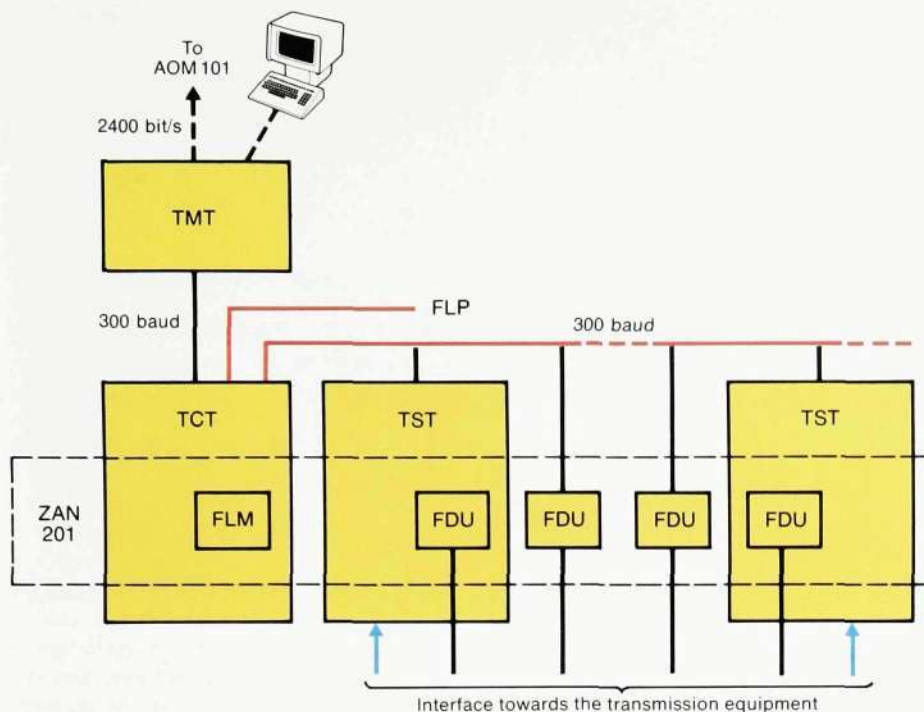 To
AOM 101
2400 bit/s
TMT
300 baud
FLP
300 baud
TCT
TST
TST
ZAN
201
FLM
FDU
FDU
FDU
FDU
Interface towards the transmission equipment